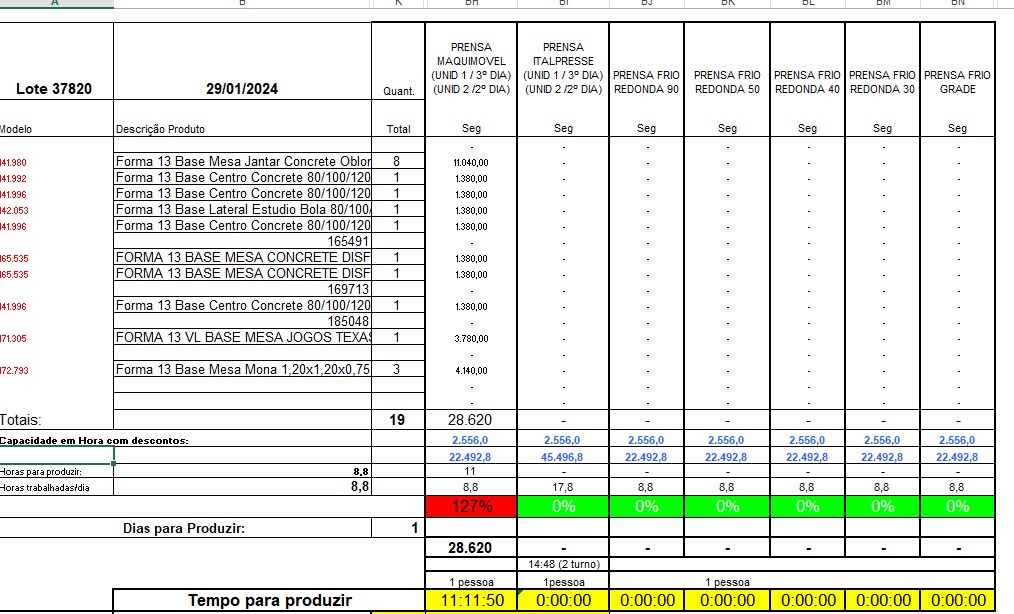 A B K BH BI BJ BK BL BM BN
Lote 37820 29/01/2024 Quant. PRENSA MAQUIMOVEL (UNID 1 / 3º DIA) (UNID 2 /2º DIA) PRENSA ITALPRESSE (UNID 1 / 3º DIA) (UNID 2 /2º DIA) PRENSA FRIO REDONDA 90 PRENSA FRIO REDONDA 50 PRENSA FRIO REDONDA 40 PRENSA FRIO REDONDA 30 PRENSA FRIO GRADE
Modelo Descrição Produto Total Seg Seg Seg Seg Seg Seg Seg
- - - - - - -
141.980 Forma 13 Base Mesa Jantar Concrete Oblon 8 11.040,00 - - - - - -
141.992 Forma 13 Base Centro Concrete 80/100/120 1 1.380,00 - - - - - -
141.996 Forma 13 Base Centro Concrete 80/100/120 1 1.380,00 - - - - - -
142.053 Forma 13 Base Lateral Estudio Bola 80/100/ 1 1.380,00 - - - - - -
141.996 Forma 13 Base Centro Concrete 80/100/120 1 1.380,00 - - - - - -
165491 - - - - - - -
165.535 FORMA 13 BASE MESA CONCRETE DISF 1 1.380,00 - - - - - -
165.535 FORMA 13 BASE MESA CONCRETE DISF 1 1.380,00 - - - - - -
169713 - - - - - - -
141.996 Forma 13 Base Centro Concrete 80/100/120 1 1.380,00 - - - - - -
185048 - - - - - - -
171.305 FORMA 13 VL BASE MESA JOGOS TEXAS 1 3.780,00 - - - - - -
- - - - - - -
172.793 Forma 13 Base Mesa Mona 1,20x1,20x0,75 3 4.140,00 - - - - - -
- - - - - - -
- - - - - - -
Totais: 19 28.620 - - - - - -
Capacidade em Hora com descontos: 2.556,0 2.556,0 2.556,0 2.556,0 2.556,0 2.556,0 2.556,0
22.492,8 45.496,8 22.492,8 22.492,8 22.492,8 22.492,8 22.492,8
Horas para produzir: 8,8 11 - - - - - -
Horas trabalhadas/dia 8,8 8,8 17,8 8,8 8,8 8,8 8,8 8,8
127% 0% 0% 0% 0% 0% 0%
Dias para Produzir: 1
28.620 - - - - - -
14:48 (2 turno)
1 pessoa 1pessoa 1 pessoa
Tempo para produzir 11:11:50 0:00:00 0:00:00 0:00:00 0:00:00 0:00:00 0:00:00